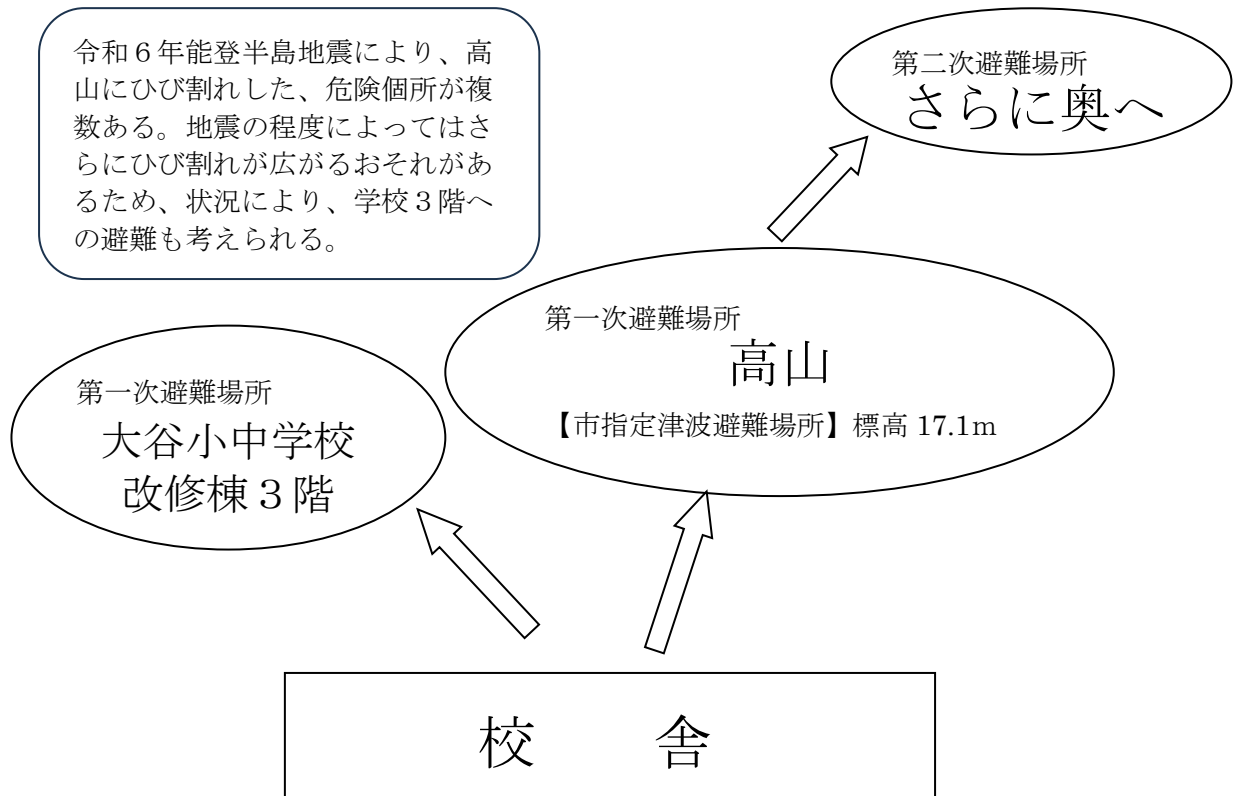 令和６年能登半島地震により、高
山にひび割れした、危険個所が複
数ある。地震の程度によってはさ
らにひび割れが広がるおそれがあ
るため、状況により、学校３階へ
の避難も考えられる。
第二次避難場所
さらに奥へ
第一次避難場所
高山
【市指定津波避難場所】標高 17.1m
第一次避難場所
大谷小中学校
改修棟３階
校　　舎